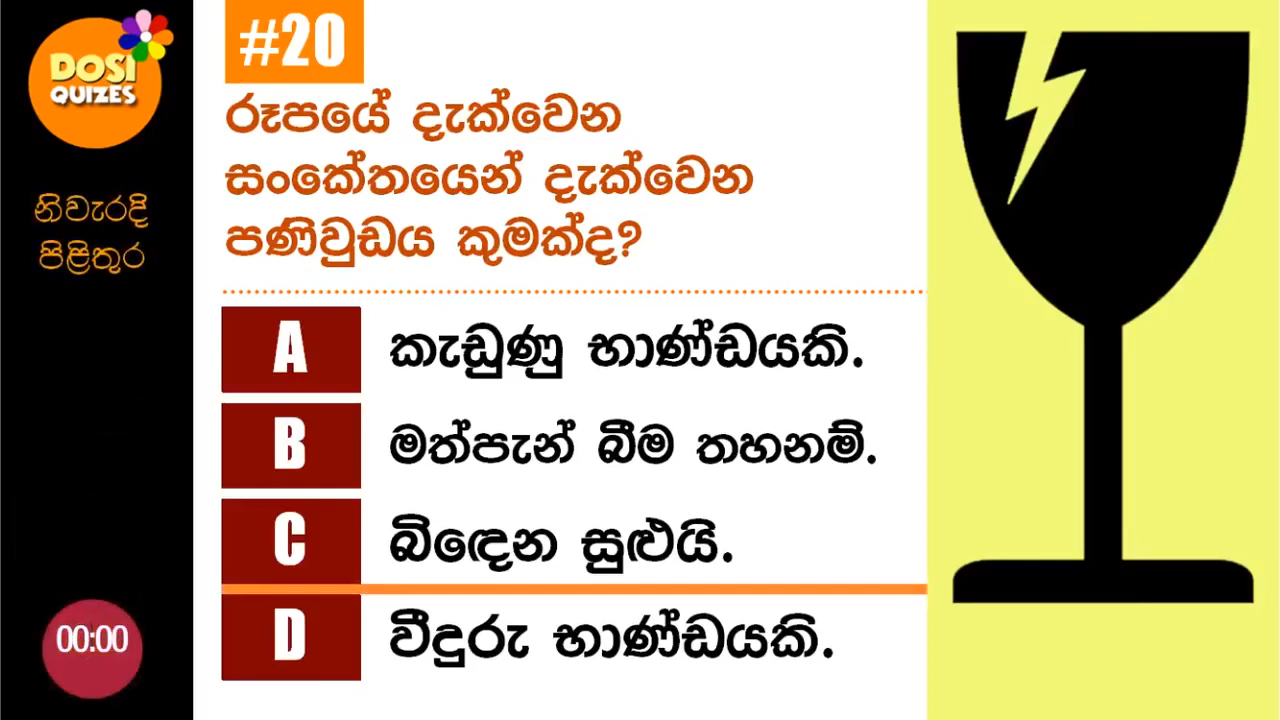 DOSI
QUIZES
නිවැරදි
පිළිතුර
00:00
#20
රූපයේ දැක්වෙන
සංකේතයෙන් දැක්වෙන
පණිවුඩය කුමක්ද?
A කැඩුණු භාණ්ඩයකි.
B මත්පැන් බීම තහනම්.
C බිඳෙන සුළුයි.
D වීදුරු භාණ්ඩයකි.